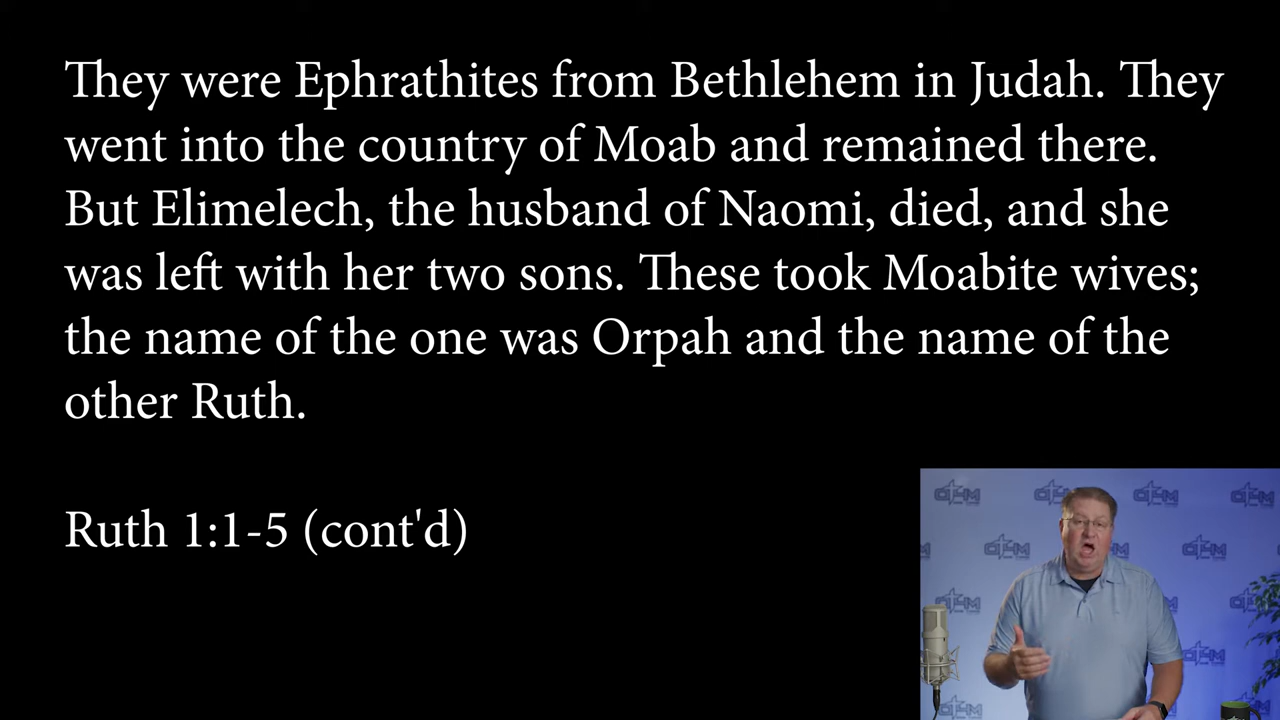 They were Ephrathites from Bethlehem in Judah. They
went into the country of Moab and remained there.
But Elimelech, the husband of Naomi, died, and she
was left with her two sons. These took Moabite wives;
the name of the one was Orpah and the name of the
other Ruth.
Ruth 1:1-5 (cont'd)